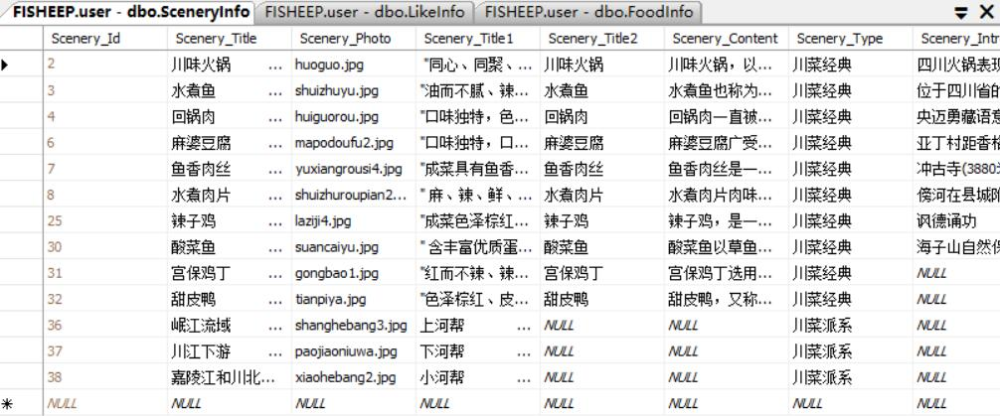 FISHEEP.user - dbo.SceneryInfo FISHEEP.user - dbo.LikeInfo FISHEEP.user - dbo.FoodInfo
Scenery_Id Scenery_Title Scenery_Photo Scenery_Title1 Scenery_Title2 Scenery_Content Scenery_Type Scenery_Intr
2 川味火锅 ... huoguo.jpg "同心、同聚、... 川味火锅 川味火锅，以... 川菜经典 四川火锅表现
3 水煮鱼 ... shuizhuyu.jpg "油而不腻、辣... 水煮鱼 水煮鱼也称为... 川菜经典 位于四川省的
4 回锅肉 ... huiguorou.jpg "口味独特，色... 回锅肉 回锅肉一直被... 川菜经典 央迈勇藏语意
6 麻婆豆腐 ... mapodoufu2.jpg "口味独特，口... 麻婆豆腐 麻婆豆腐广受... 川菜经典 亚丁村距香格
7 鱼香肉丝 ... yuxiangrousi4.jpg "成菜具有鱼香... 鱼香肉丝 鱼香肉丝是一... 川菜经典 冲古寺(3880
8 水煮肉片 ... shuizhuroupian2... " 麻、辣、鲜、... 水煮肉片 水煮肉片肉味... 川菜经典 傍河在县城附
25 辣子鸡 ... laziji4.jpg "成菜色泽棕红... 辣子鸡 辣子鸡，是一... 川菜经典 讽德诵功
30 酸菜鱼 ... suancaiyu.jpg " 含丰富优质蛋... 酸菜鱼 酸菜鱼以草鱼... 川菜经典 海子山自然保
31 宫保鸡丁 ... gongbao1.jpg "红而不辣、辣... 宫保鸡丁 宫保鸡丁选用... 川菜经典 NULL
32 甜皮鸭 ... tianpiya.jpg "色泽棕红、皮... 甜皮鸭 甜皮鸭，又称... 川菜经典 NULL
36 岷江流域 ... shanghebang3.jpg 上河帮 ... NULL NULL 川菜派系 NULL
37 川江下游 ... paojiaoniuwa.jpg 下河帮 ... NULL NULL 川菜派系 NULL
38 嘉陵江和川北... xiaohebang2.jpg 小河帮 ... NULL NULL 川菜派系 NULL
NULL NULL NULL NULL NULL NULL NULL NULL